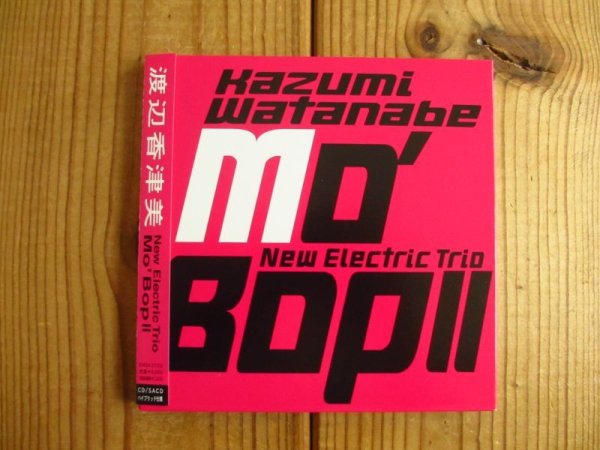 Kazumi
Watanabe
Mo'
New Electric Trio
Bop II
渡辺香津美
New Electric Trio
Mo' Bop II
CD/SACD
ハイブリッド仕様